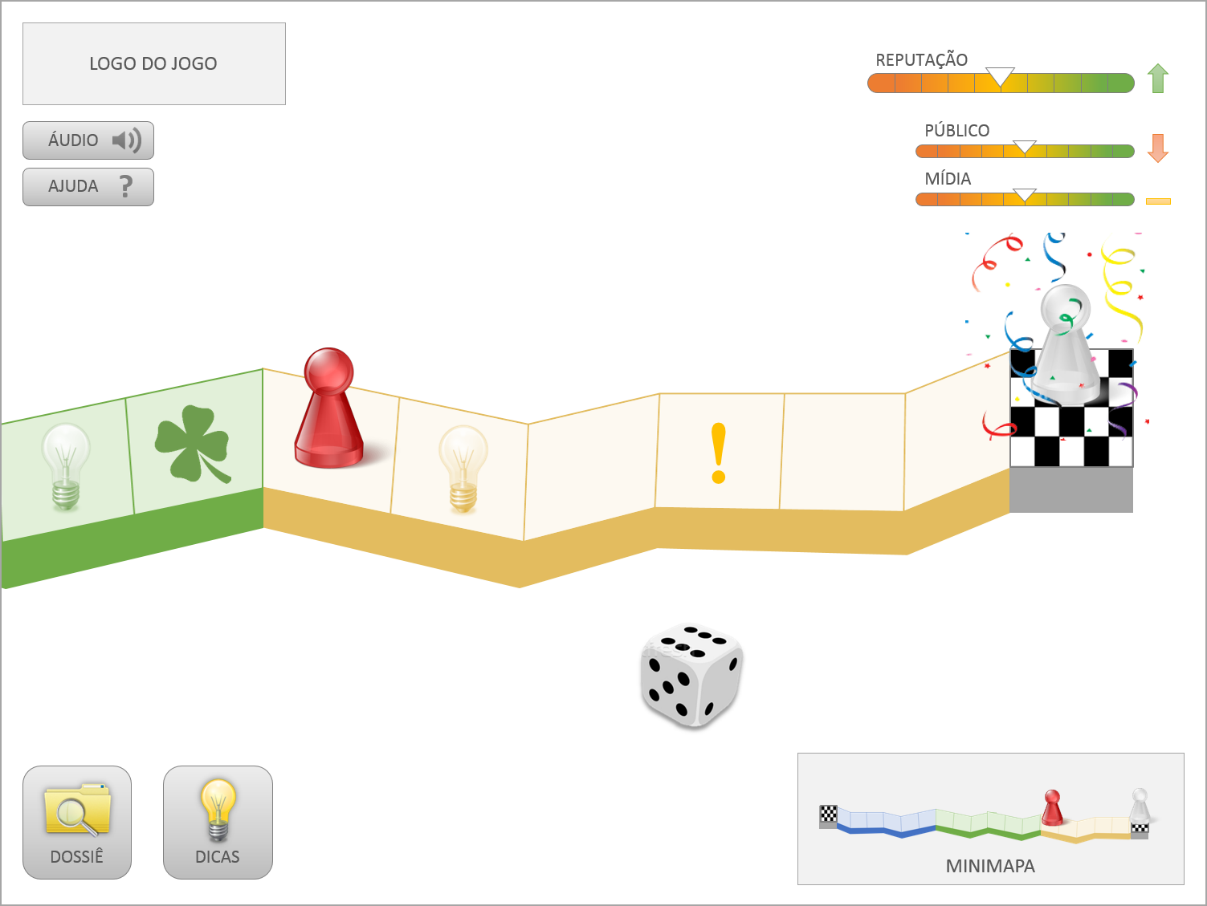 LOGO DO JOGO
REPUTAÇÃO
ÁUDIO
PÚBLICO
AJUDA ?
MÍDIA
!
DOSSIÊ
DICAS
MINIMAPA